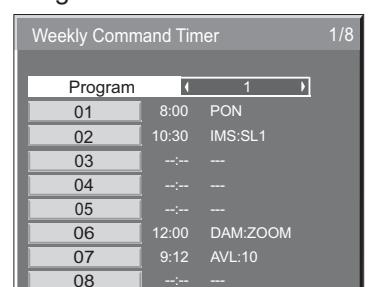 Weekly Command Timer 1/8
Program 1
01 8:00 PON
02 10:30 IMS:SL1
03 --:-- ---
04 --:-- ---
05 --:-- ---
06 12:00 DAM:ZOOM
07 9:12 AVL:10
08 --:-- ---